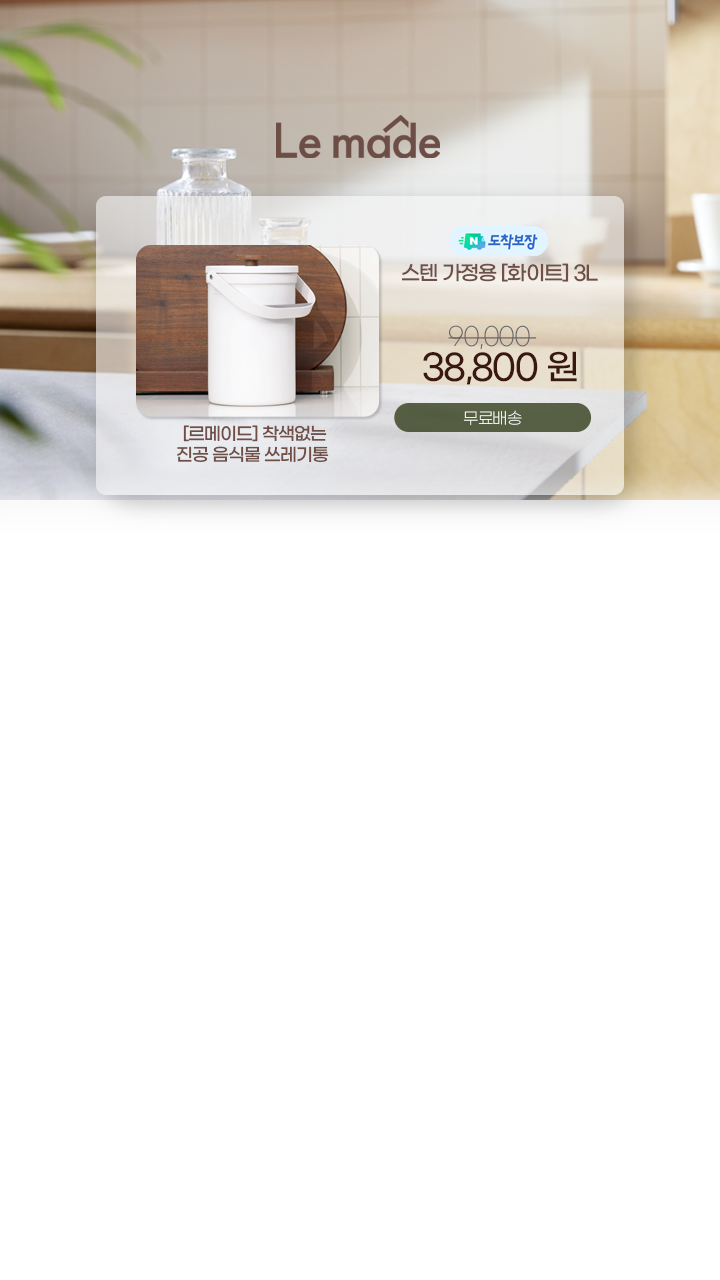 Le made
N 도착보장
스텐 가정용 [화이트] 3L
90,000
38,800 원
무료배송
[르메이드] 착색없는
진공 음식물 쓰레기통